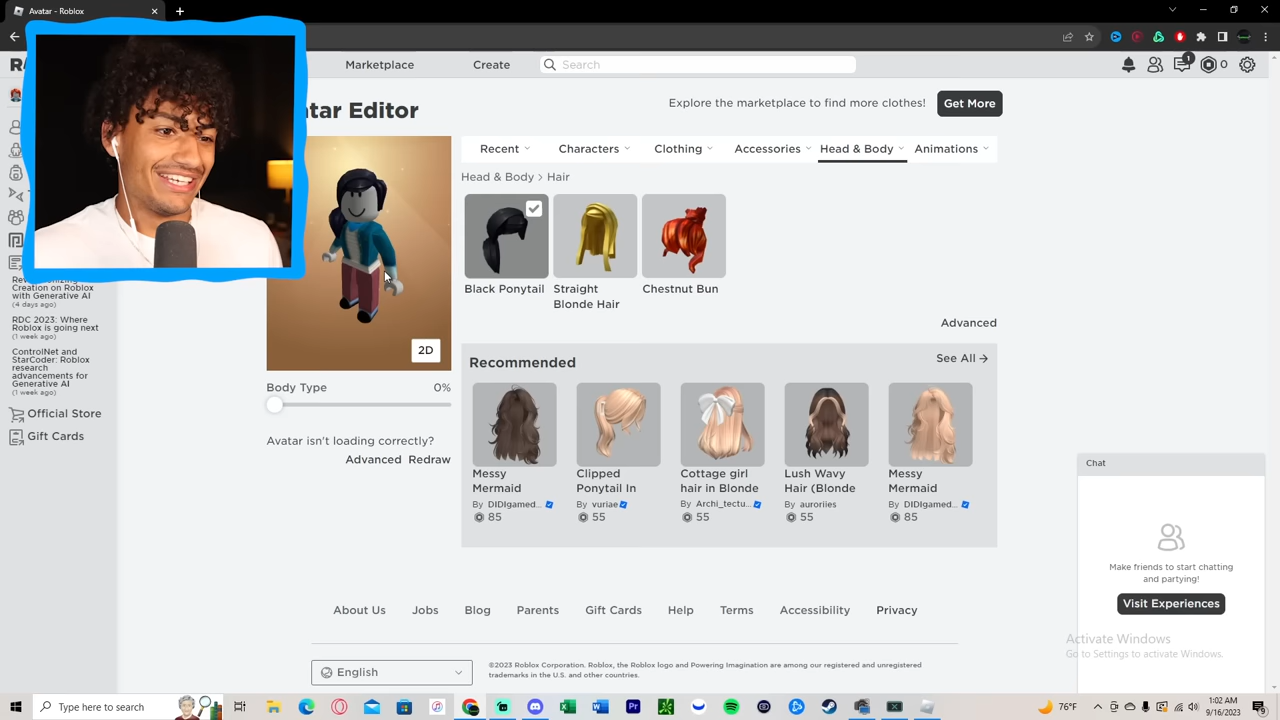 Avatar - Roblox
Marketplace
Create
Search
1
0
tar Editor
Explore the marketplace to find more clothes!
Get More
Recent
Characters
Clothing
Accessories
Head & Body
Animations
Head & Body > Hair
Black Ponytail
Straight
Blonde Hair
Chestnut Bun
Advanced
2D
Body Type 0%
Avatar isn't loading correctly?
Advanced Redraw
Recommended
See All →
Messy
Mermaid
By DIDIgamed...
85
Clipped
Ponytail In
By vuriae
55
Cottage girl
hair in Blonde
By Archi_tectu...
55
Lush Wavy
Hair (Blonde
By auroriies
55
Messy
Mermaid
By DIDIgamed...
85
Creation on Roblox
with Generative AI
(4 days ago)
RDC 2023: Where
Roblox is going next
(1 week ago)
ControlNet and
StarCoder: Roblox
research
advancements for
Generative AI
(1 week ago)
Official Store
Gift Cards
Chat
Make friends to start chatting
and partying!
Visit Experiences
Activate Windows
Go to Settings to activate Windows.
About Us
Jobs
Blog
Parents
Gift Cards
Help
Terms
Accessibility
Privacy
English
©2023 Roblox Corporation. Roblox, the Roblox logo and Powering Imagination are among our registered and unregistered
trademarks in the U.S. and other countries.
Type here to search
76°F
1:02 AM
9/16/2023